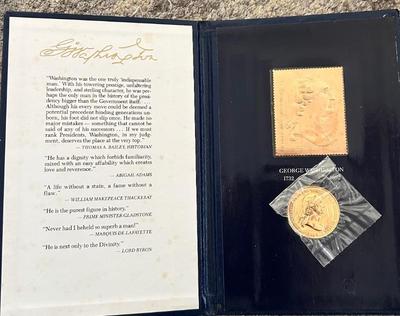 G Washington
"Washington was the one truly 'indispensable
man.' With his towering prestige, unfaltering
leadership, and sterling character, he was per-
haps the only man in the history of the presi-
dency bigger than the Government itself. . . .
Although his every move could be deemed a
potential precedent binding generations un-
born, his foot did not slip once. He made no
major mistakes — something that cannot be
said of any of his successors . . . If we must
rank Presidents, Washington, in my judg-
ment, deserves the place at the very top."
— THOMAS A. BAILEY, HISTORIAN
"He has a dignity which forbids familiarity,
mixed with an easy affability which creates
love and reverence."
— ABIGAIL ADAMS
"A life without a stain, a fame without a
flaw."
— WILLIAM MAKEPEACE THACKERAY
"He is the purest figure in history."
— PRIME MINISTER GLADSTONE
"Never had I beheld so superb a man!"
— MARQUIS DE LAFAYETTE
"He is next only to the Divinity."
— LORD BYRON
GEORGE WASHINGTON
1732